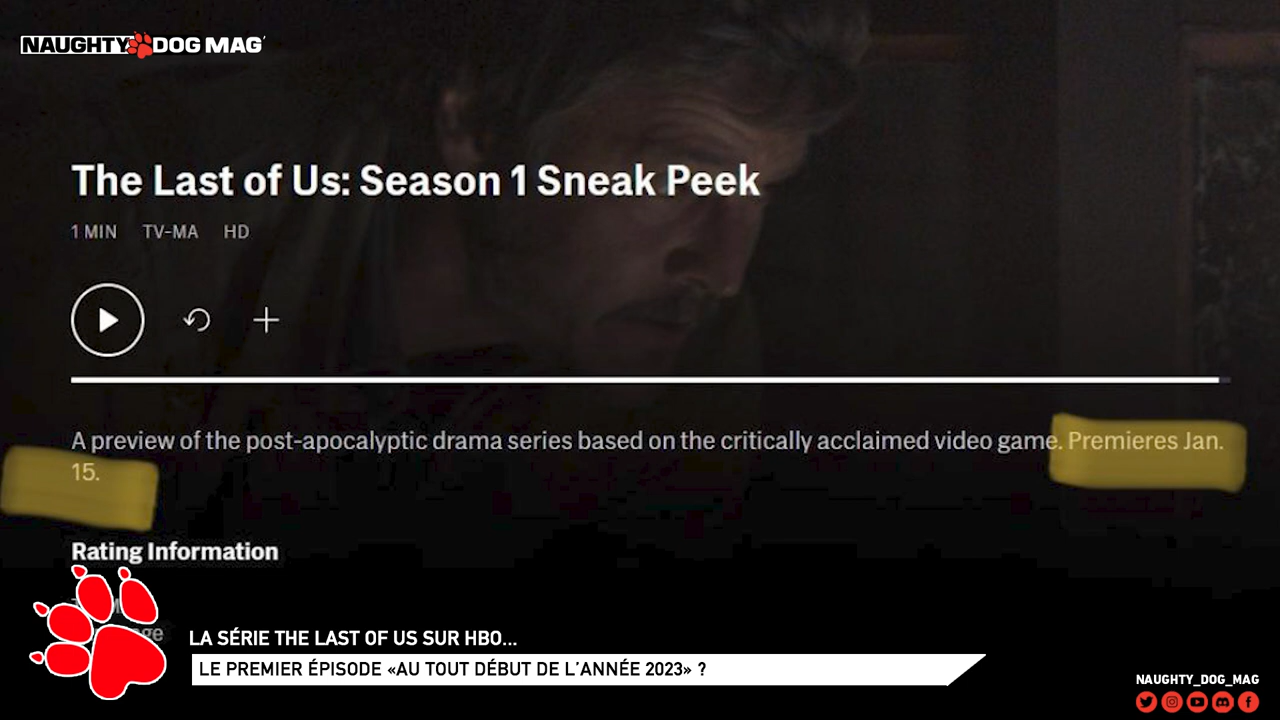 NAUGHTY DOG MAG
The Last of Us: Season 1 Sneak Peek
1 MIN TV-MA HD
A preview of the post-apocalyptic drama series based on the critically acclaimed video game. Premieres Jan.
15.
Rating Information
LA SÉRIE THE LAST OF US SUR HBO...
LE PREMIER ÉPISODE «AU TOUT DÉBUT DE L'ANNÉE 2023» ?
NAUGHTY_DOG_MAG